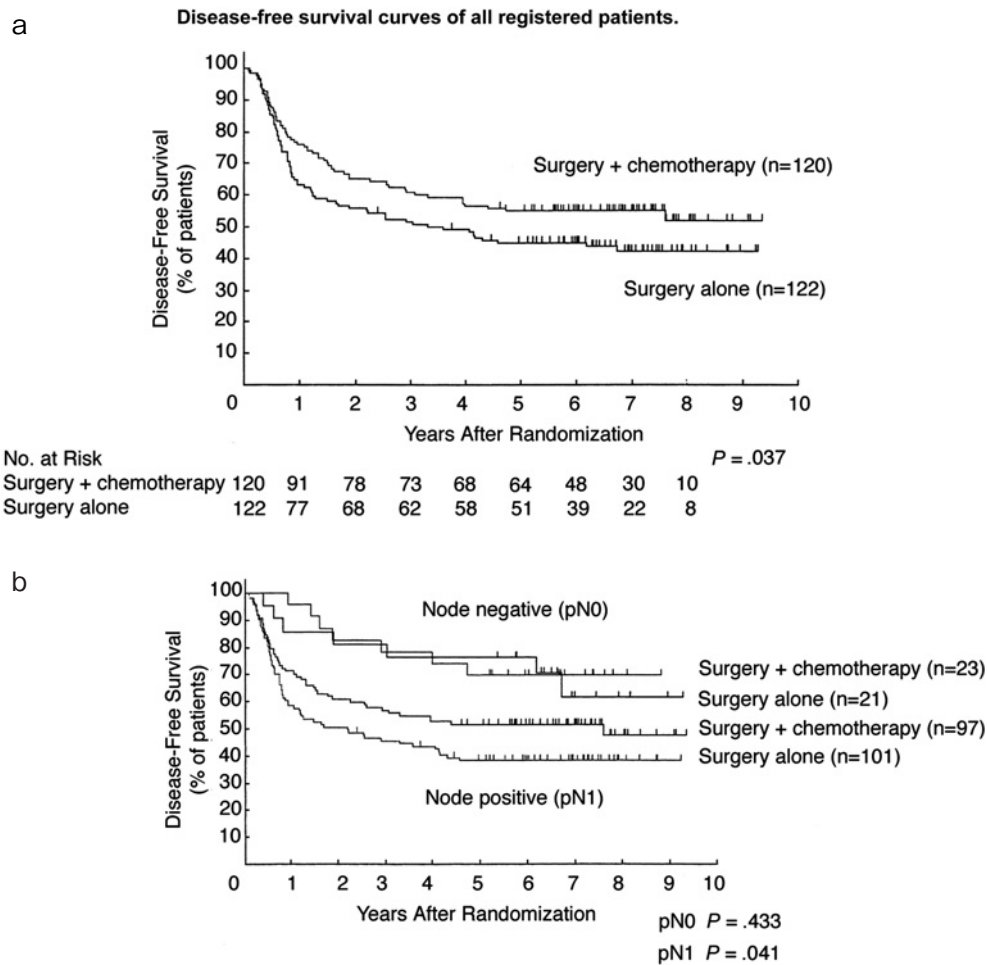 a
Disease-free survival curves of all registered patients.
Disease-Free Survival
(% of patients)
100
90
80
70
60
50
40
30
20
10
0 1 2 3 4 5 6 7 8 9 10
Surgery + chemotherapy (n=120)
Surgery alone (n=122)
Years After Randomization
No. at Risk
P = .037
Surgery + chemotherapy 120 91 78 73 68 64 48 30 10
Surgery alone 122 77 68 62 58 51 39 22 8
b
Disease-Free Survival
(% of patients)
100
90
80
70
60
50
40
30
20
10
0 1 2 3 4 5 6 7 8 9 10
Node negative (pN0)
Surgery + chemotherapy (n=23)
Surgery alone (n=21)
Surgery + chemotherapy (n=97)
Surgery alone (n=101)
Node positive (pN1)
Years After Randomization
pN0 P = .433
pN1 P = .041